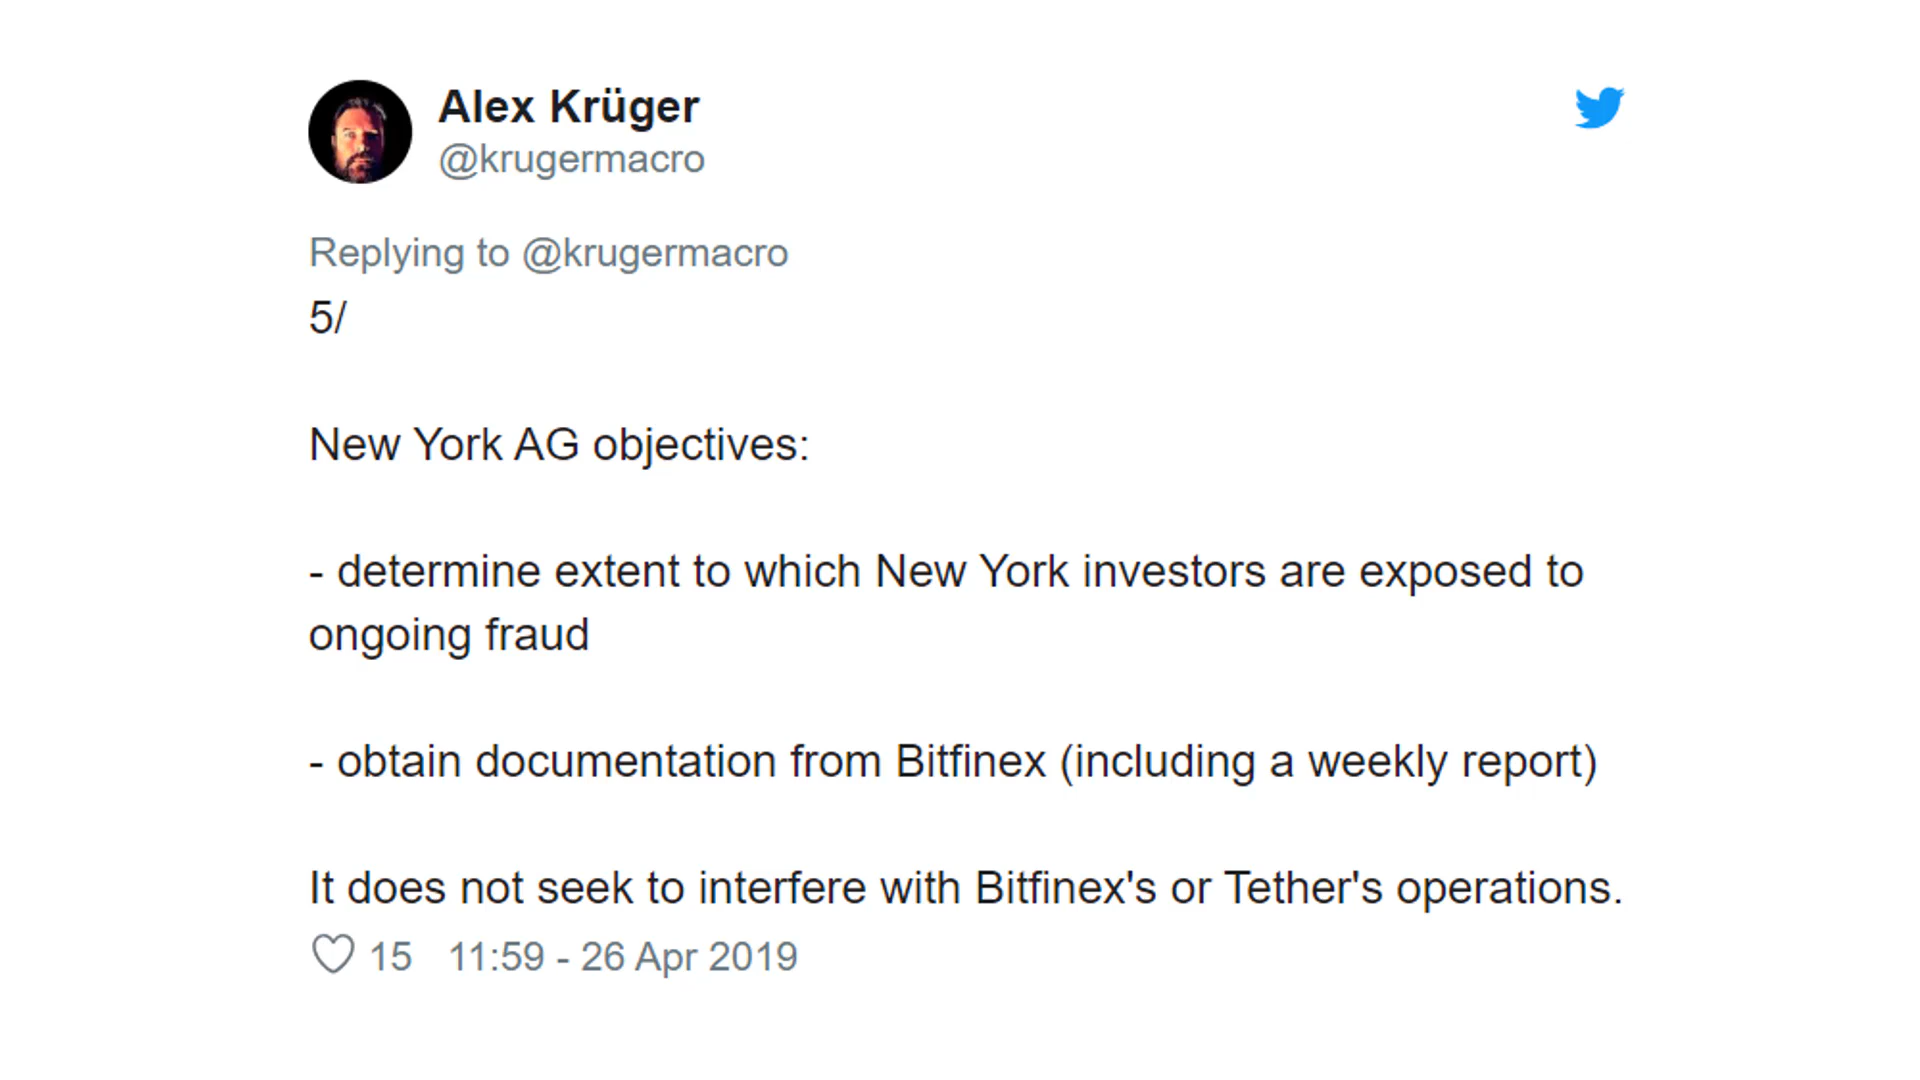 Alex Krüger
@krugermacro
Replying to @krugermacro
5/
New York AG objectives:
- determine extent to which New York investors are exposed to
ongoing fraud
- obtain documentation from Bitfinex (including a weekly report)
It does not seek to interfere with Bitfinex's or Tether's operations.
15 11:59 - 26 Apr 2019